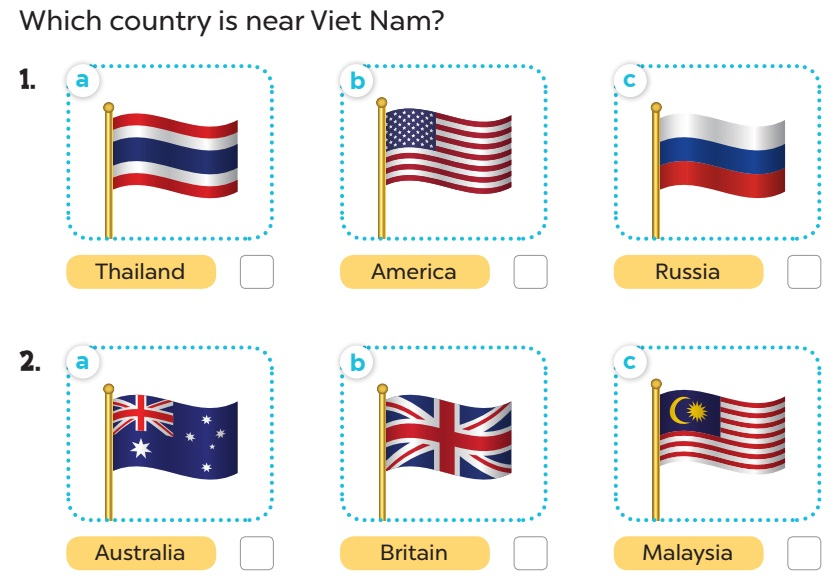 Which country is near Viet Nam?
1.
a
b
c
Thailand
America
Russia
2.
a
b
c
Australia
Britain
Malaysia